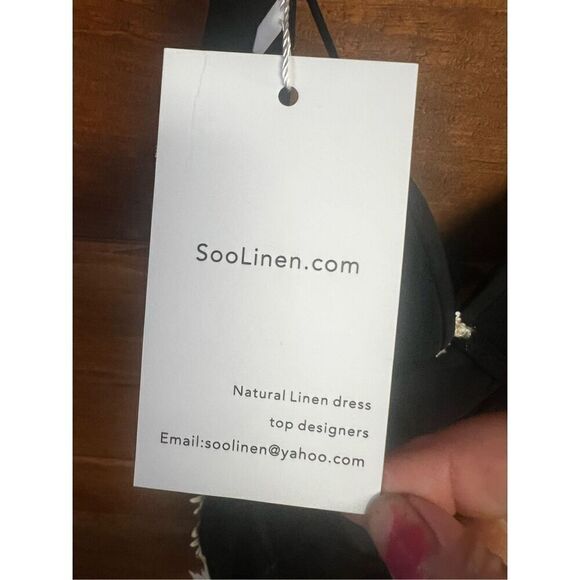 SooLinen.com
Natural Linen dress
top designers
Email:soolinen@yahoo.com